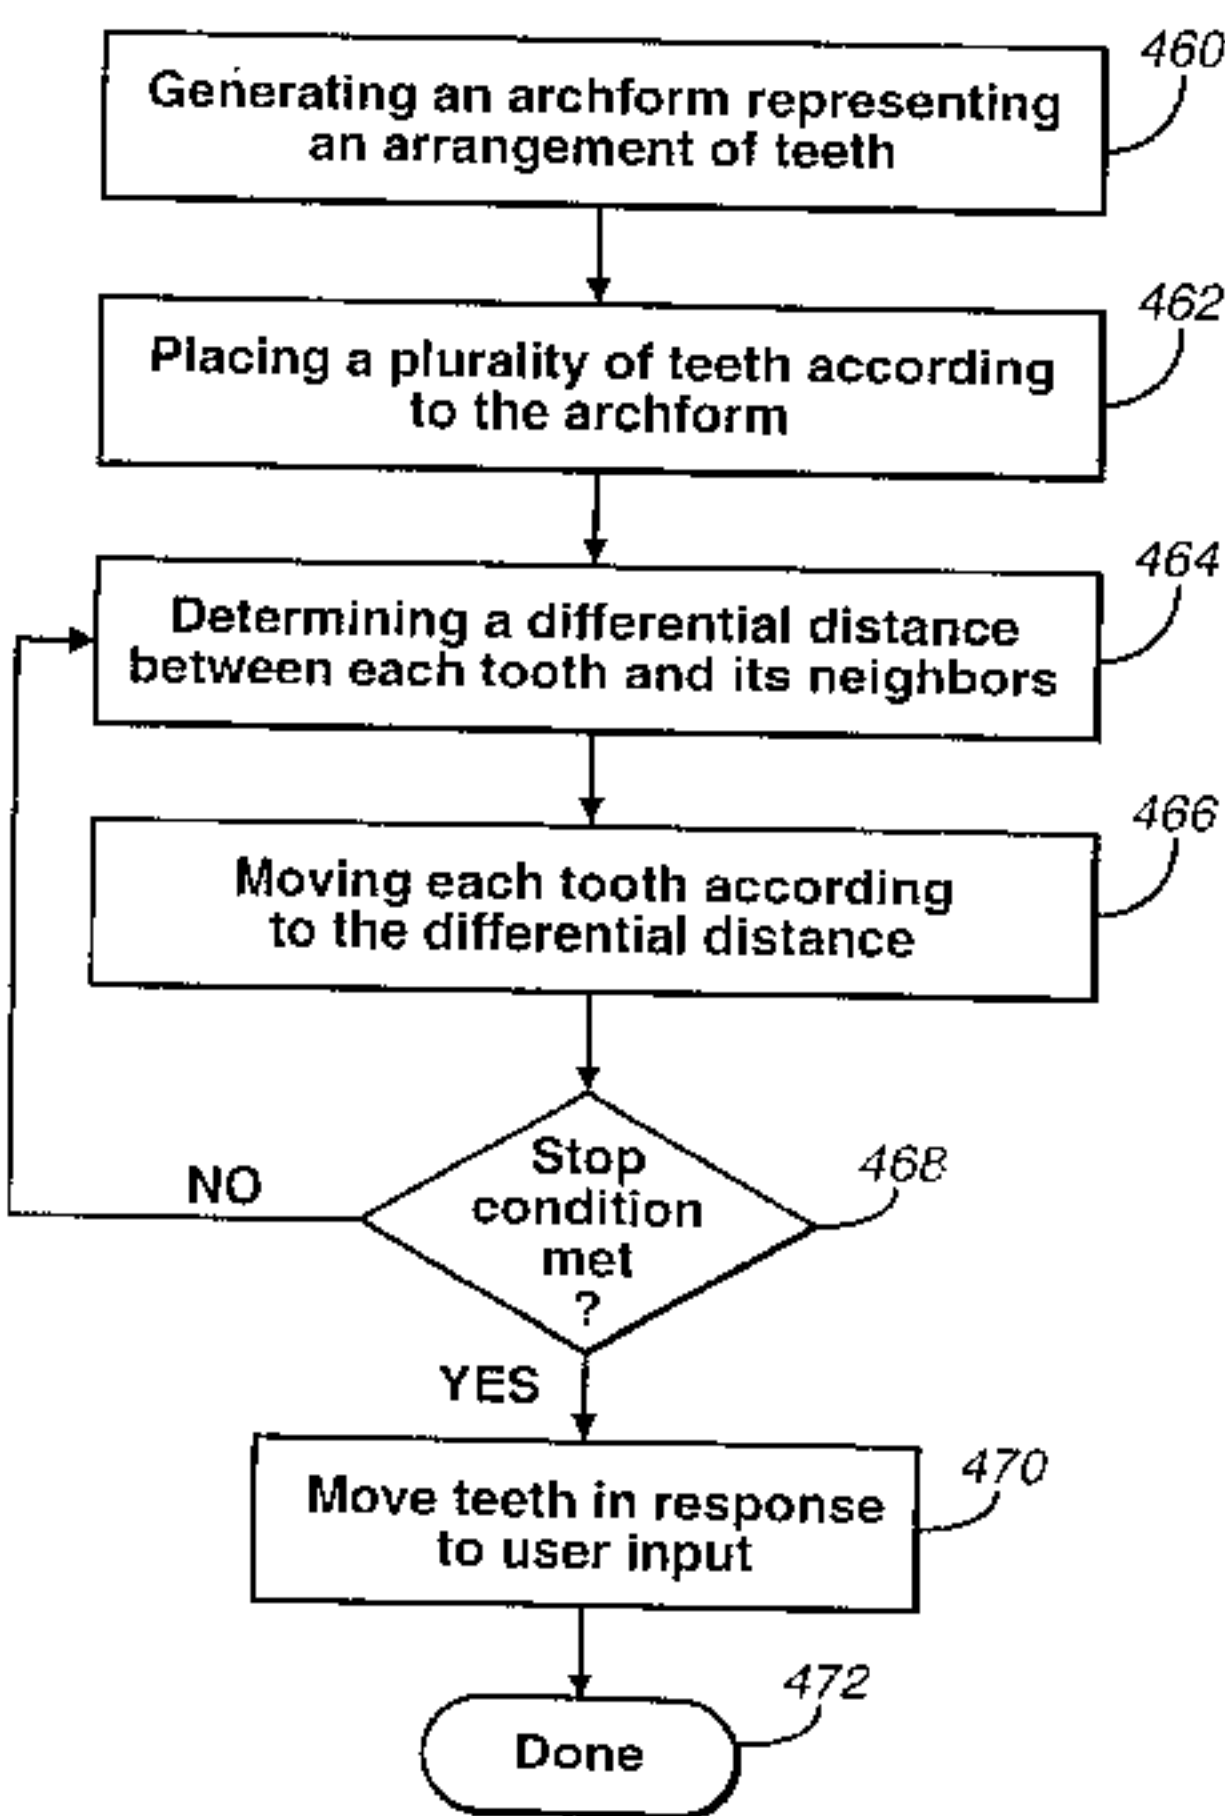 460
Generating an archform representing
an arrangement of teeth
462
Placing a plurality of teeth according
to the archform
464
Determining a differential distance
between each tooth and its neighbors
466
Moving each tooth according
to the differential distance
468
Stop
condition
met
?
NO
YES
470
Move teeth in response
to user input
472
Done